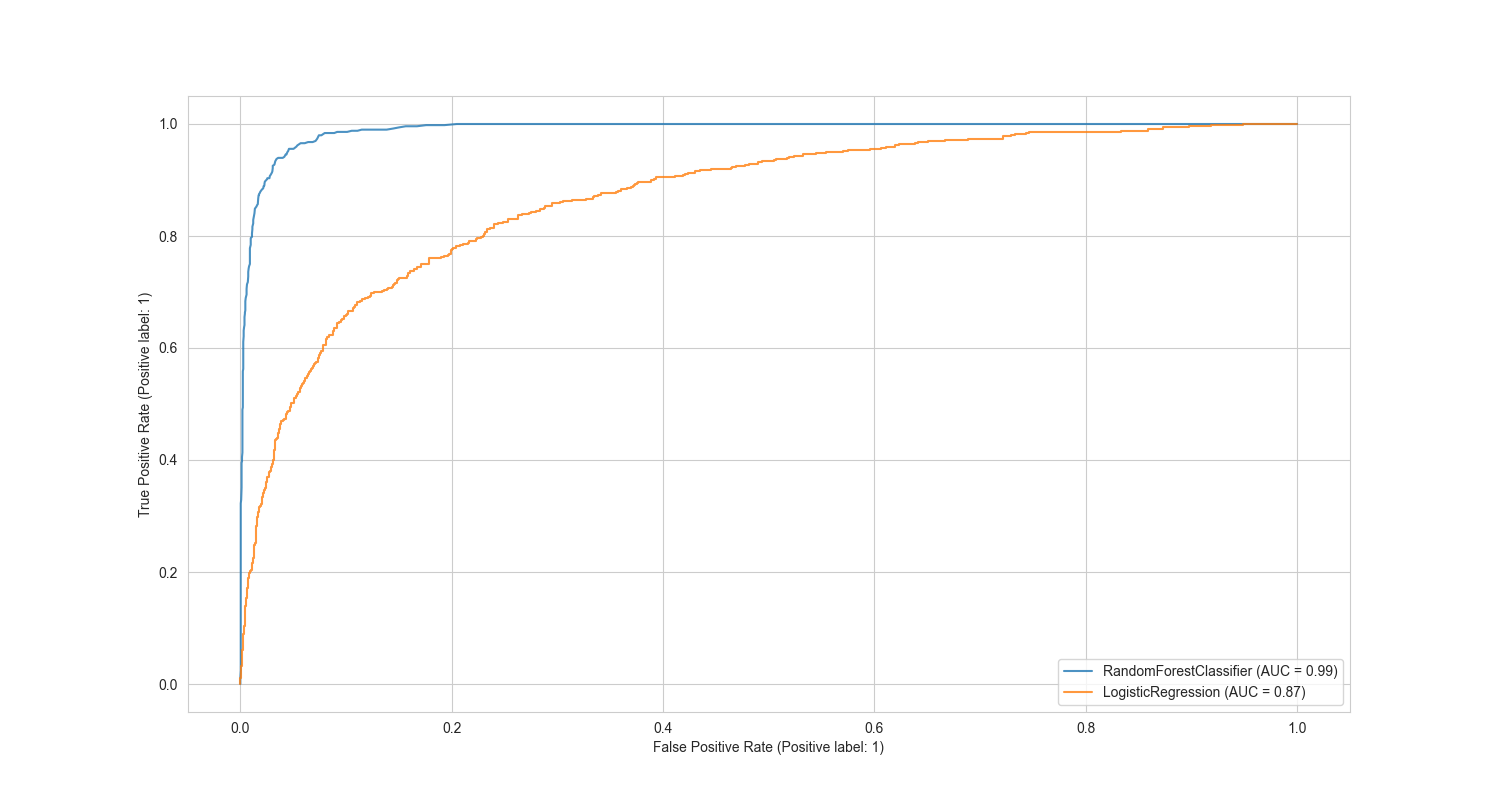 1.0
0.8
0.6
0.4
0.2
0.0
True Positive Rate (Positive label: 1)
RandomForestClassifier (AUC = 0.99)
LogisticRegression (AUC = 0.87)
0.0 0.2 0.4 0.6 0.8 1.0
False Positive Rate (Positive label: 1)